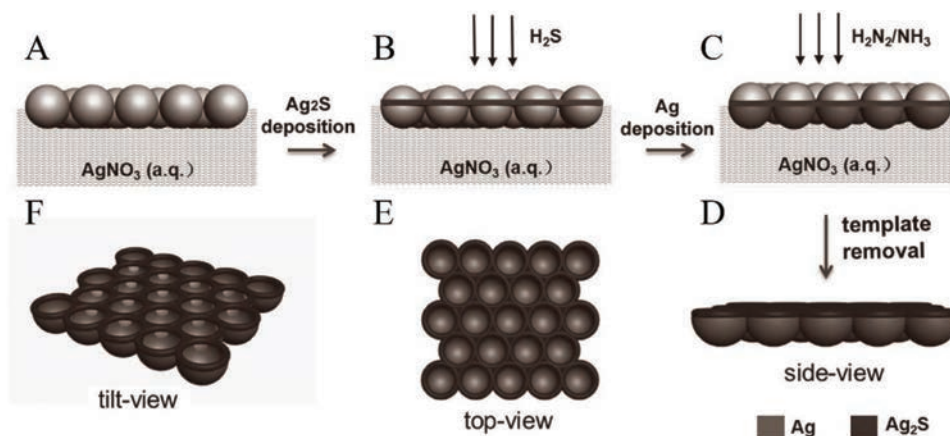 A
B
H₂S
C
H₂N₂/NH₃
Ag₂S
deposition
AgNO₃ (a.q.)
AgNO₃ (a.q.)
Ag
deposition
AgNO₃ (a.q.)
F
tilt-view
E
top-view
D
template
removal
side-view
Ag
Ag₂S